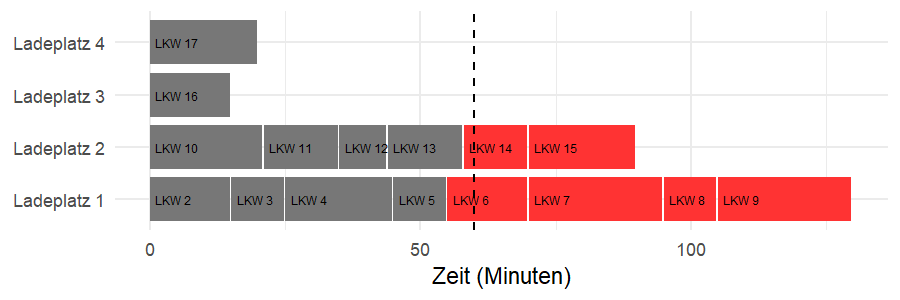 Ladeplatz 4 LKW 17
Ladeplatz 3 LKW 16
Ladeplatz 2 LKW 10 LKW 11 LKW 12 LKW 13 LKW 14 LKW 15
Ladeplatz 1 LKW 2 LKW 3 LKW 4 LKW 5 LKW 6 LKW 7 LKW 8 LKW 9
0 50 100
Zeit (Minuten)